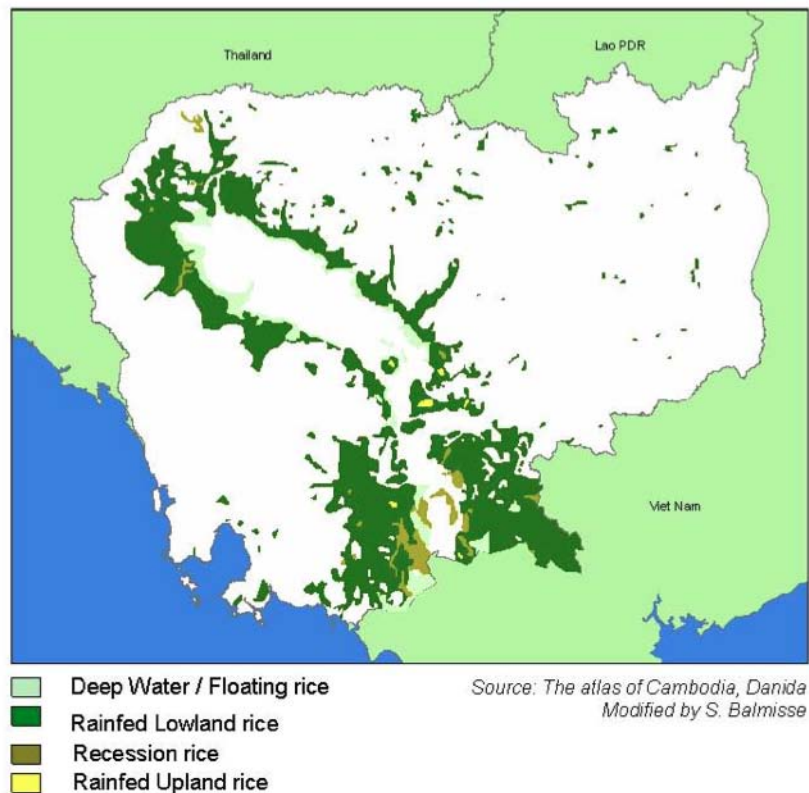 Thailand
Lao PDR
Viet Nam
Deep Water / Floating rice
Rainfed Lowland rice
Recession rice
Rainfed Upland rice
Source: The atlas of Cambodia, Danida
Modified by S. Balmisse